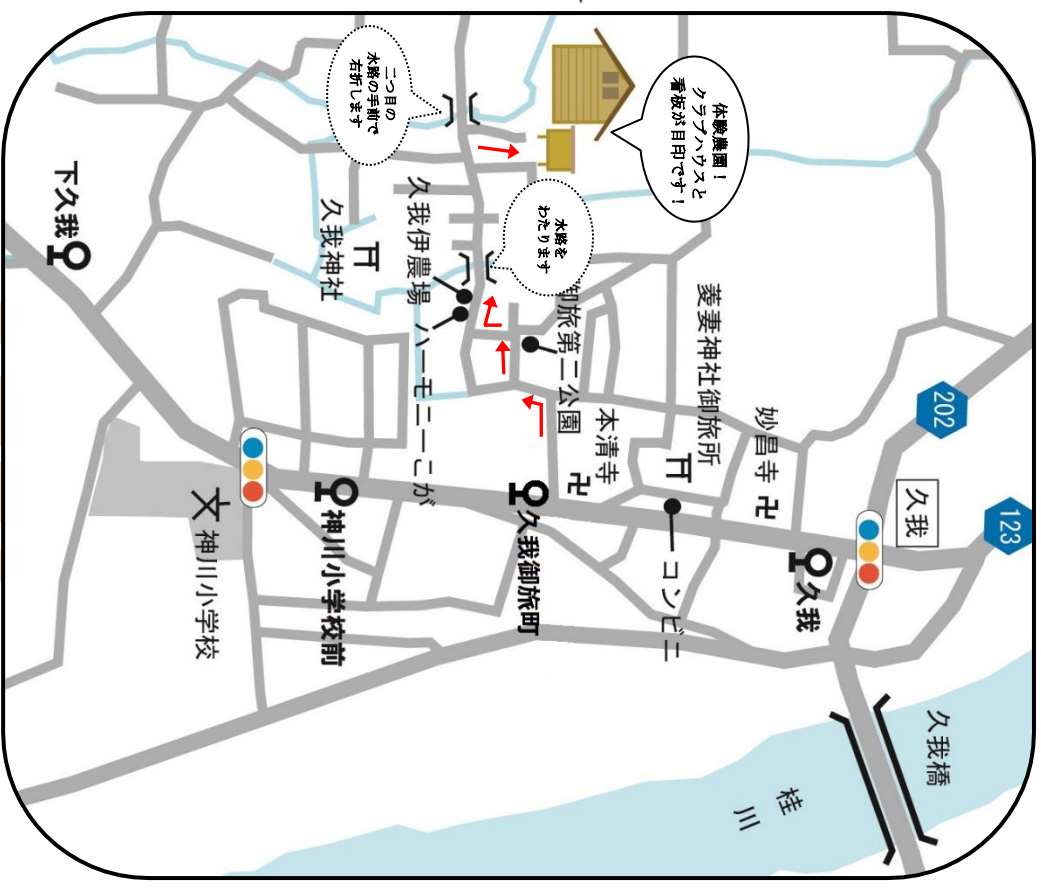 123
久我橋
202
久我
久我
妙昌寺
桂川
体験農園！
クラブハウスと
看板が目印です！
菱妻神社御旅所
コンビニ
本清寺
御旅第二公園
水路を
わたります
久我御旅町
久我伊農場
ハーモニーこが
二つ目の
水路の手前で
右折します
久我神社
神川小学校前
神川小学校
下久我